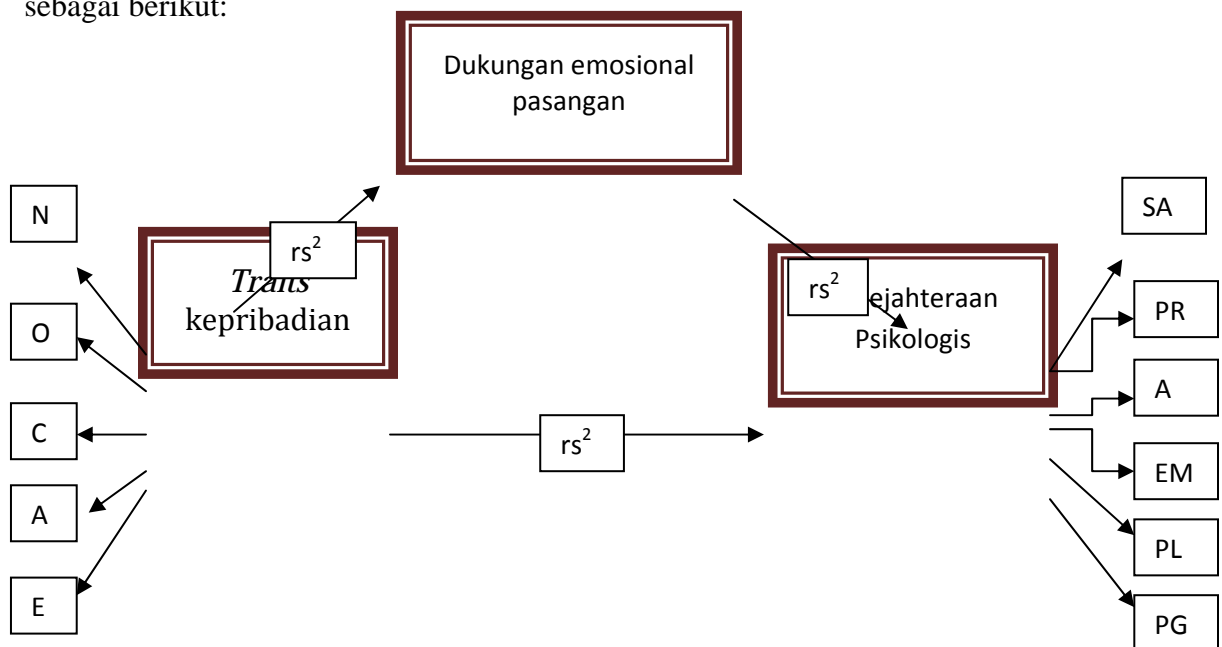 sebagai berikut:
Dukungan emosional
pasangan
N
O
C
A
E
rs²
Traits
kepribadian
rs²
rs²
ejahteraan
Psikologis
SA
PR
A
EM
PL
PG